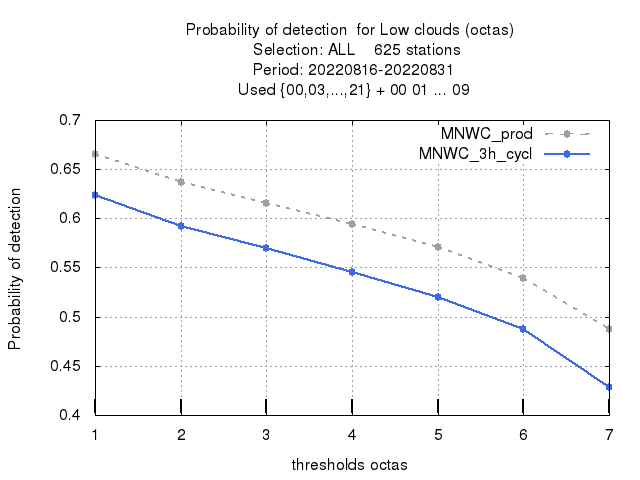 Probability of detection  for Low clouds (octas)
Selection: ALL    625 stations
Period: 20220816-20220831
Used {00,03,...,21} + 00 01 ... 09
MNWC_prod
MNWC_3h_cycl
Probability of detection
0.7
0.65
0.6
0.55
0.5
0.45
0.4
1 2 3 4 5 6 7
thresholds octas